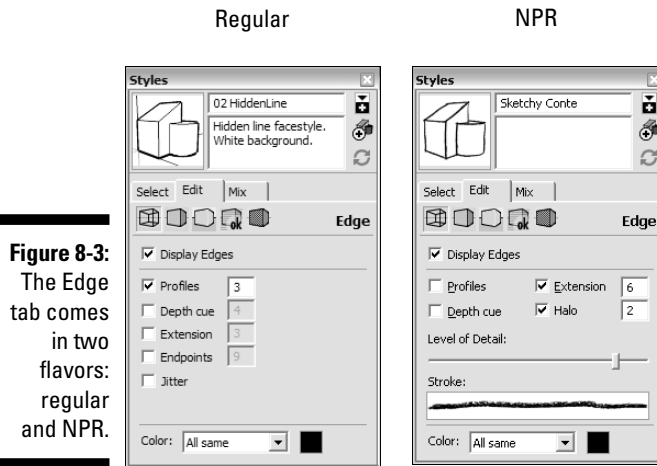 Regular
NPR
Styles
02 HiddenLine
Hidden line facestyle.
White background.
Select Edit Mix
ok
Edge
Display Edges
Profiles 3
Depth cue 4
Extension 3
Endpoints 9
Jitter
Color: All same
Styles
Sketchy Conte
Select Edit Mix
ok
Edge
Display Edges
Profiles Extension 6
Depth cue Halo 2
Level of Detail:
Stroke:
Color: All same
Figure 8-3:
The Edge
tab comes
in two
flavors:
regular
and NPR.